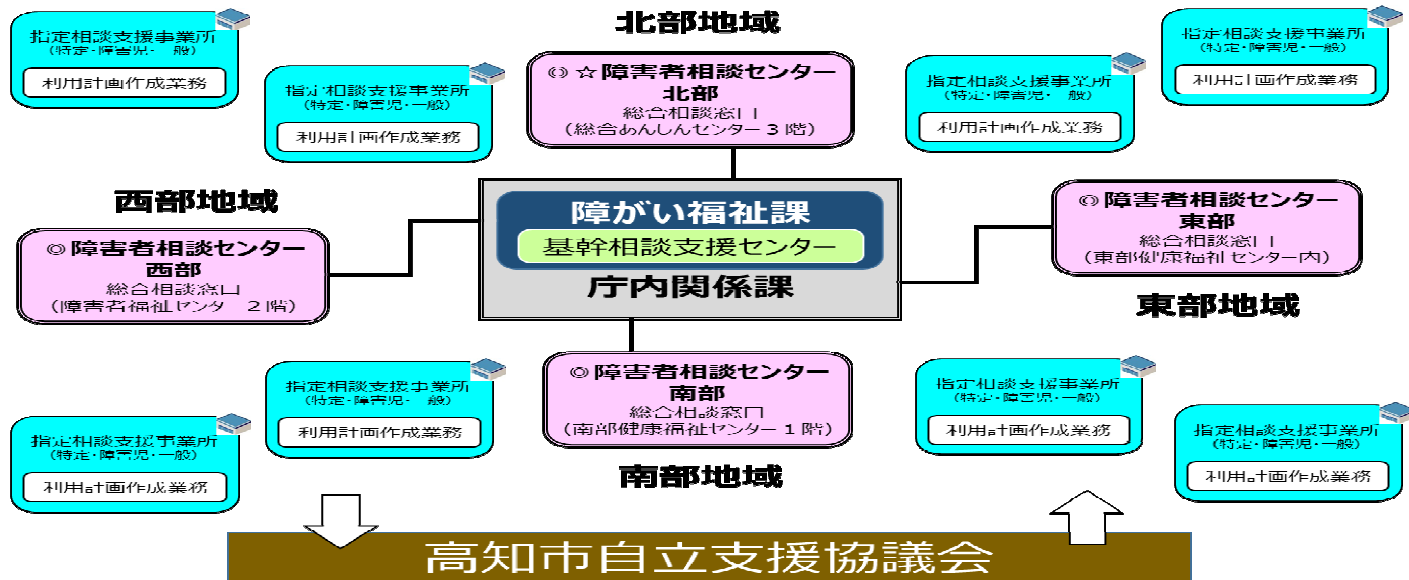 北部地域
指定相談支援事業所
(特定・障害児・一般)
利用計画作成業務
指定相談支援事業所
(特定・障害児・一般)
利用計画作成業務
◎☆障害者相談センター
北部
総合相談窓口
(総合あんしんセンター3階)
指定相談支援事業所
(特定・障害児・一般)
利用計画作成業務
指定相談支援事業所
(特定・障害児・一般)
利用計画作成業務
西部地域
◎障害者相談センター
西部
総合相談窓口
(障害者福祉センター2階)
障がい福祉課
基幹相談支援センター
庁内関係課
◎障害者相談センター
東部
総合相談窓口
(東部健康福祉センター内)
東部地域
指定相談支援事業所
(特定・障害児・一般)
利用計画作成業務
指定相談支援事業所
(特定・障害児・一般)
利用計画作成業務
◎障害者相談センター
南部
総合相談窓口
(南部健康福祉センター1階)
南部地域
指定相談支援事業所
(特定・障害児・一般)
利用計画作成業務
指定相談支援事業所
(特定・障害児・一般)
利用計画作成業務
高知市自立支援協議会